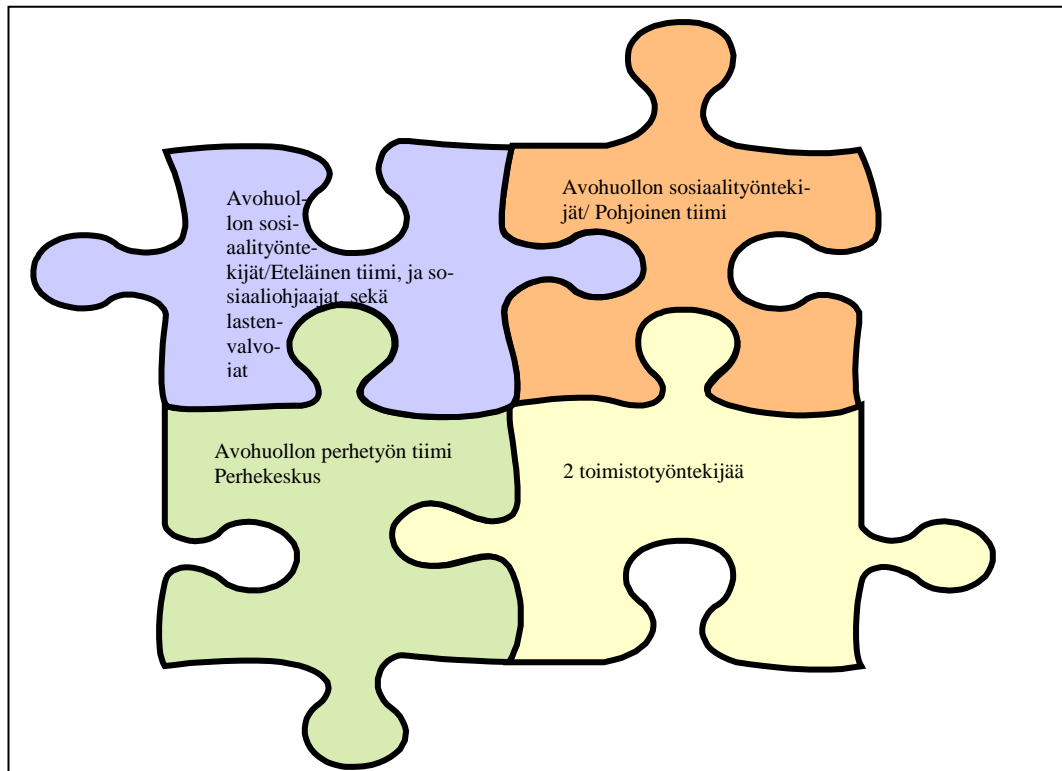 Avohuol-
lon sosi-
aalityönte-
kijät/Eteläinen tiimi, ja so-
siaaliohjaajat, sekä
lasten-
valvo-
jat
Avohuollon sosiaalityönteki-
jät/ Pohjoinen tiimi
Avohuollon perhetyön tiimi
Perhekeskus
2 toimistotyöntekijää